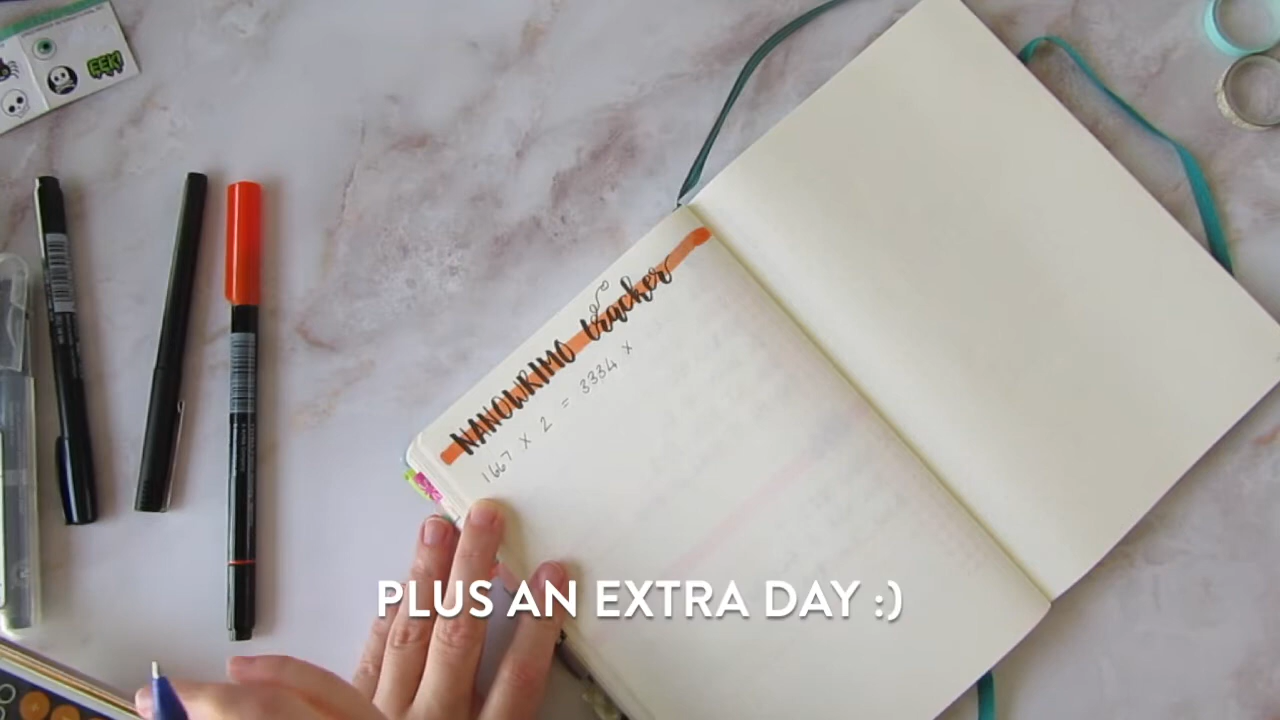 EEK!
NANOWRIMO tracker
1667 x 2 = 3334 x
PLUS AN EXTRA DAY :)